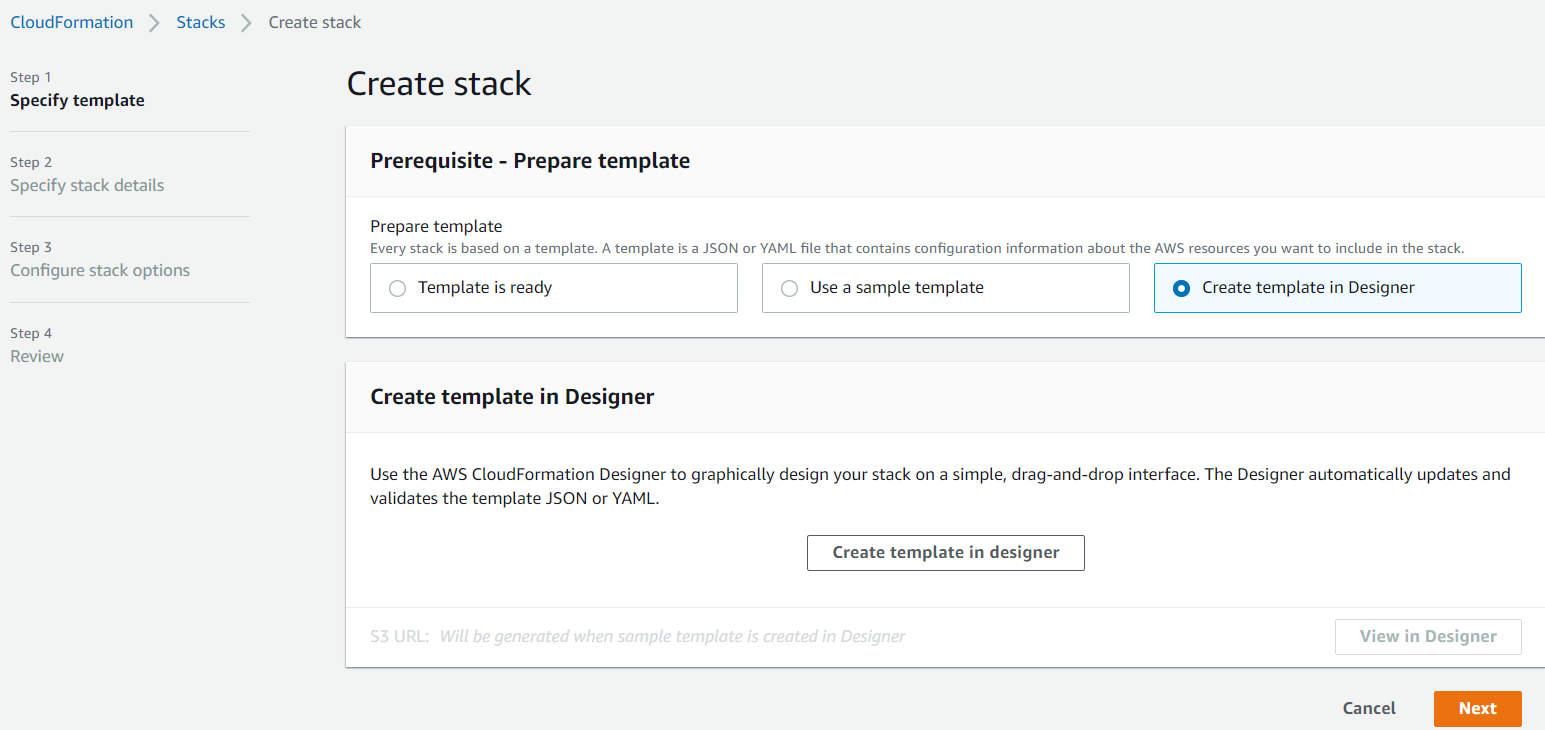 CloudFormation > Stacks > Create stack
Step 1
Specify template
Step 2
Specify stack details
Step 3
Configure stack options
Step 4
Review
Create stack
Prerequisite - Prepare template
Prepare template
Every stack is based on a template. A template is a JSON or YAML file that contains configuration information about the AWS resources you want to include in the stack.
Template is ready
Use a sample template
Create template in Designer
Create template in Designer
Use the AWS CloudFormation Designer to graphically design your stack on a simple, drag-and-drop interface. The Designer automatically updates and
validates the template JSON or YAML.
Create template in designer
S3 URL: Will be generated when sample template is created in Designer
View in Designer
Cancel
Next